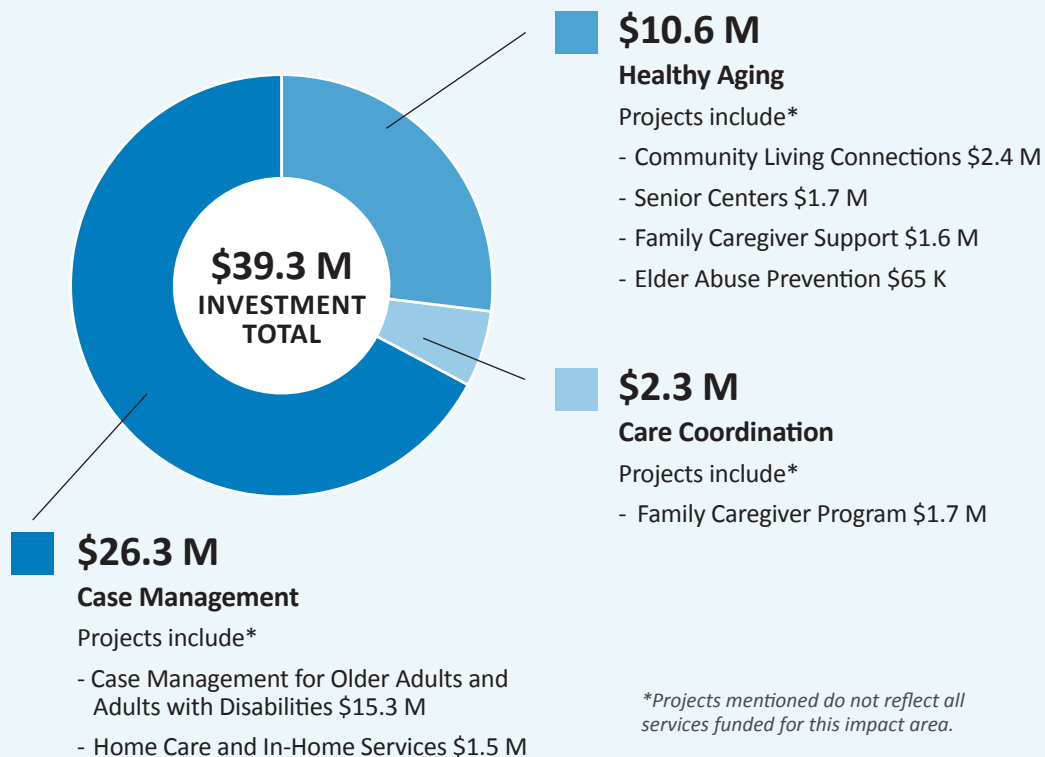 $39.3 M
INVESTMENT
TOTAL
$10.6 M
Healthy Aging
Projects include*
- Community Living Connections $2.4 M
- Senior Centers $1.7 M
- Family Caregiver Support $1.6 M
- Elder Abuse Prevention $65 K
$2.3 M
Care Coordination
Projects include*
- Family Caregiver Program $1.7 M
$26.3 M
Case Management
Projects include*
- Case Management for Older Adults and
Adults with Disabilities $15.3 M
- Home Care and In-Home Services $1.5 M
*Projects mentioned do not reflect all
services funded for this impact area.